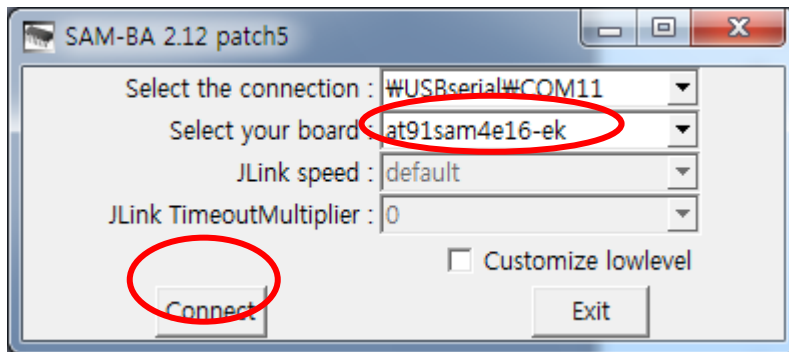 SAM-BA 2.12 patch5
Select the connection : ₩USBserial₩COM11
Select your board : at91sam4e16-ek
JLink speed : default
JLink TimeoutMultiplier : 0
Customize lowlevel
Connect Exit